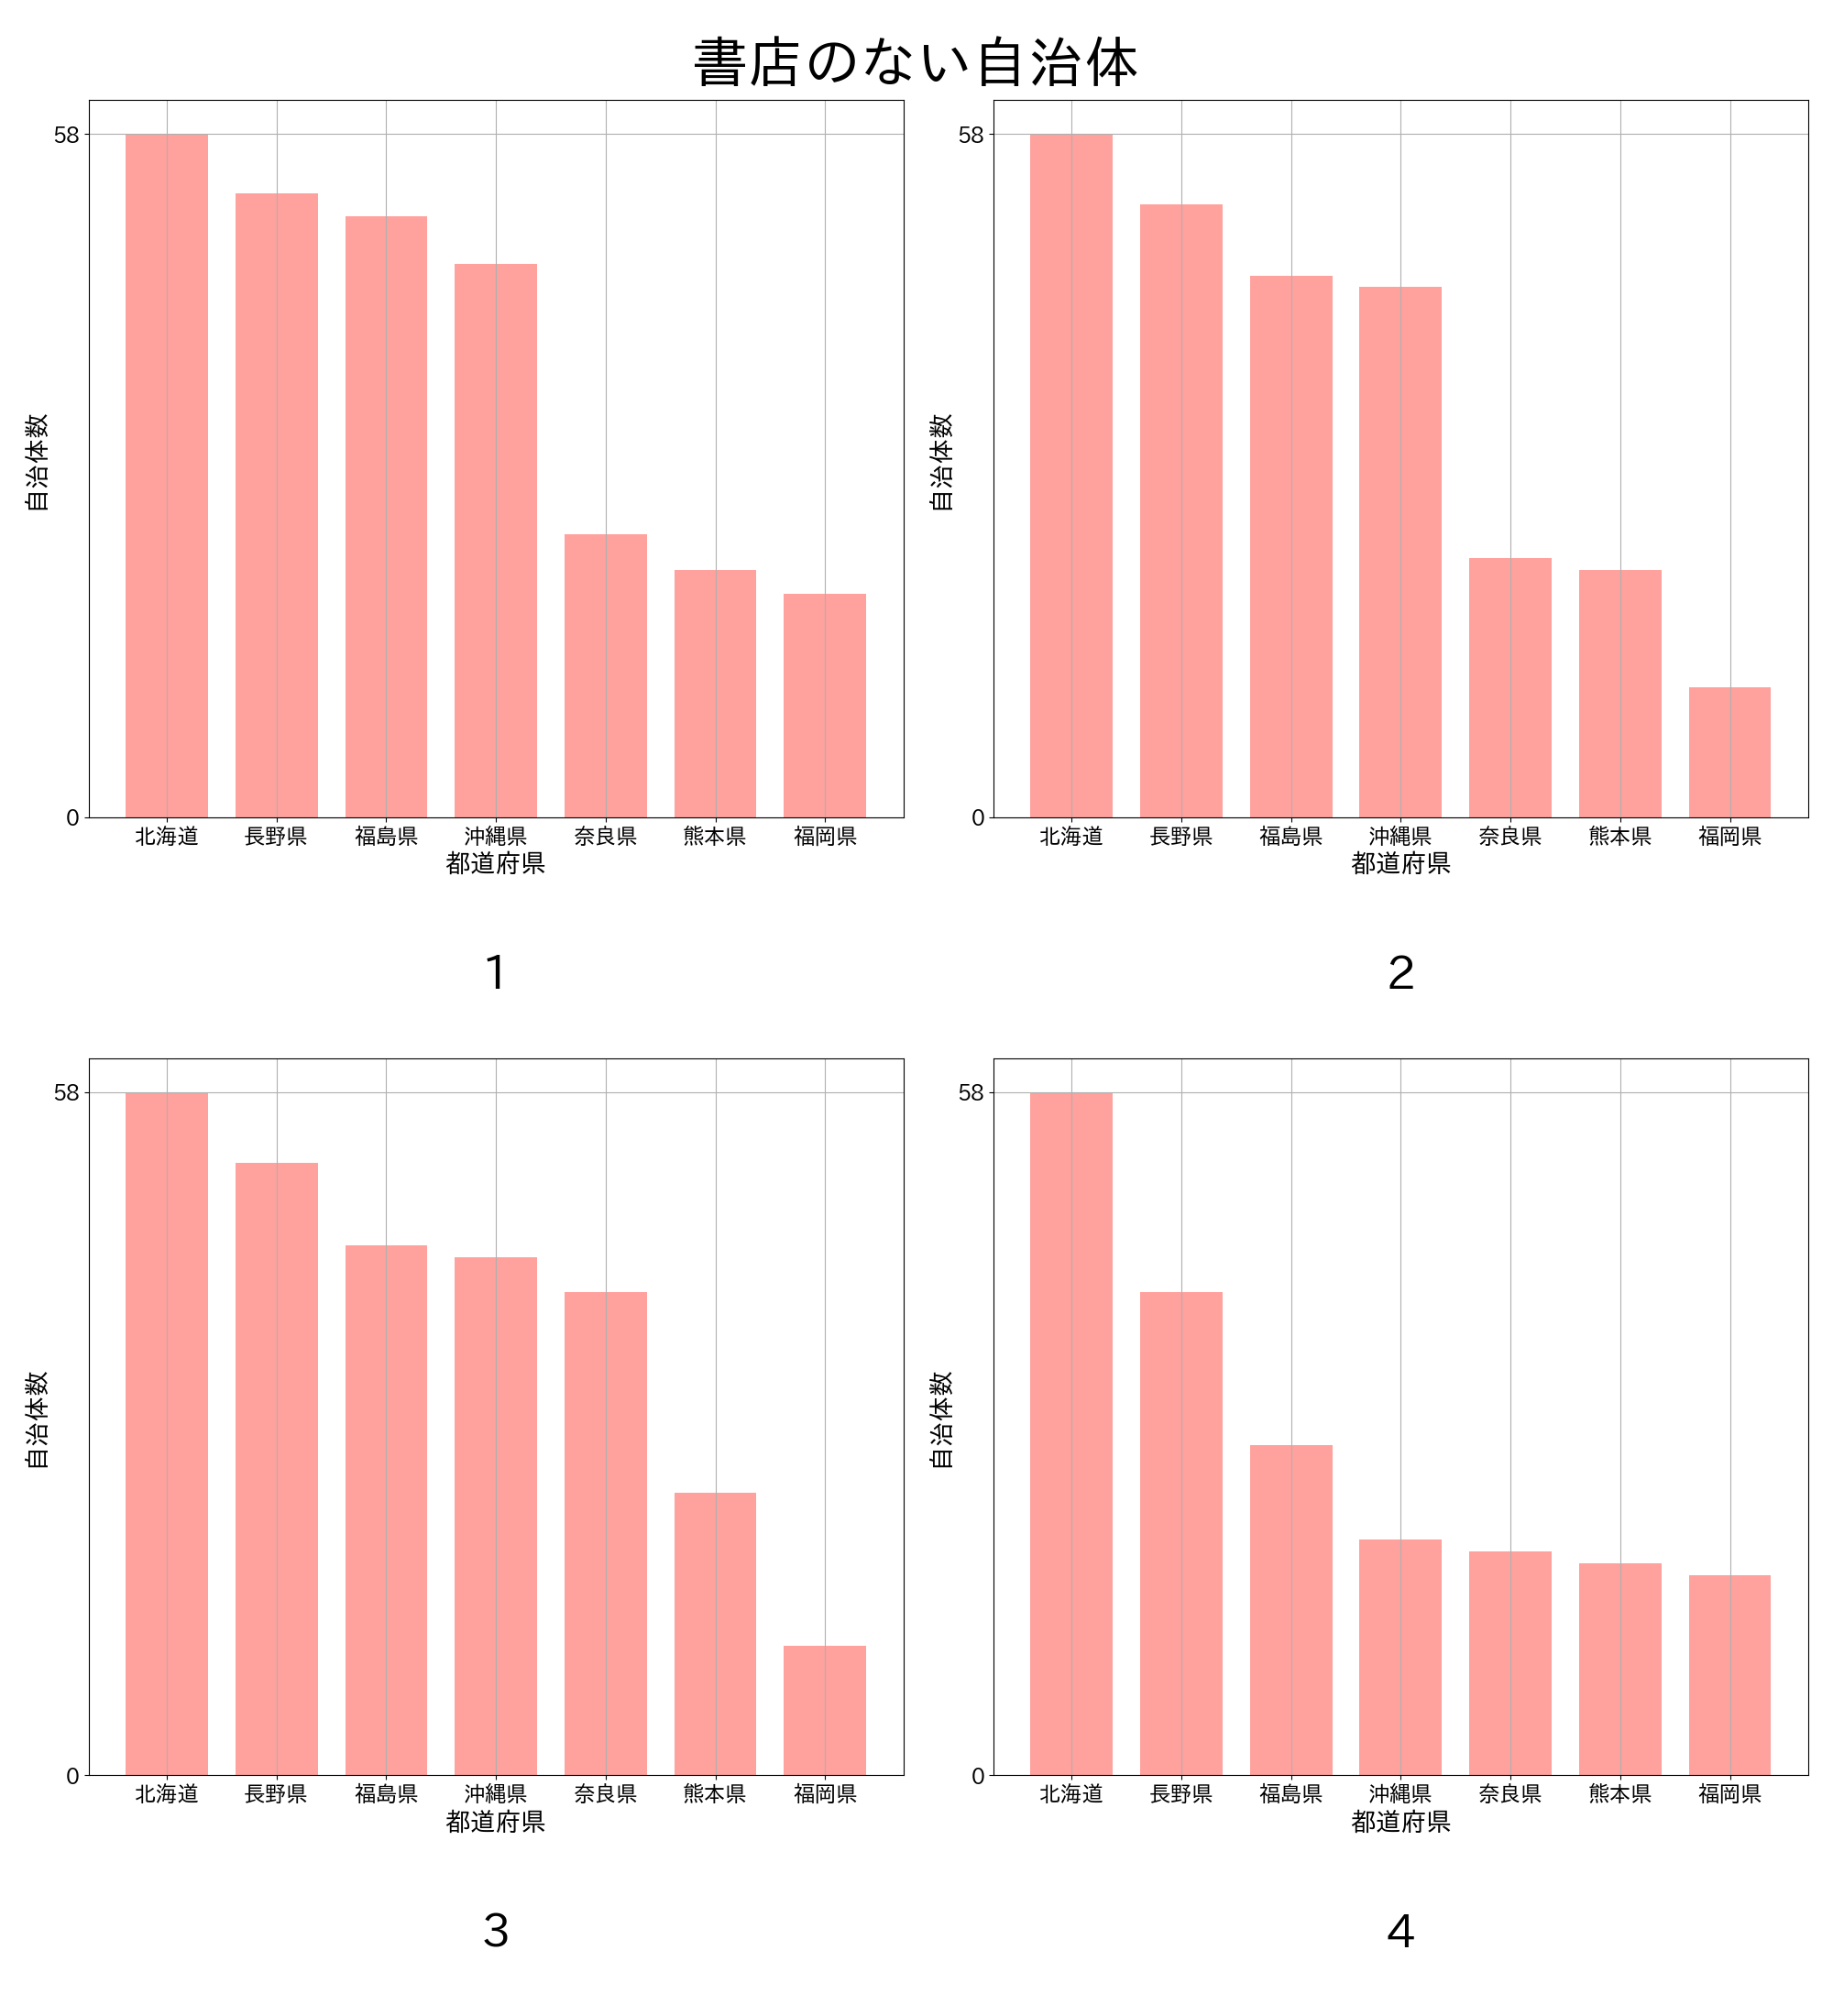 書店のない自治体
58
0
自治体数
北海道 長野県 福島県 沖縄県 奈良県 熊本県 福岡県
都道府県
1
58
0
自治体数
北海道 長野県 福島県 沖縄県 奈良県 熊本県 福岡県
都道府県
2
58
0
自治体数
北海道 長野県 福島県 沖縄県 奈良県 熊本県 福岡県
都道府県
3
58
0
自治体数
北海道 長野県 福島県 沖縄県 奈良県 熊本県 福岡県
都道府県
4